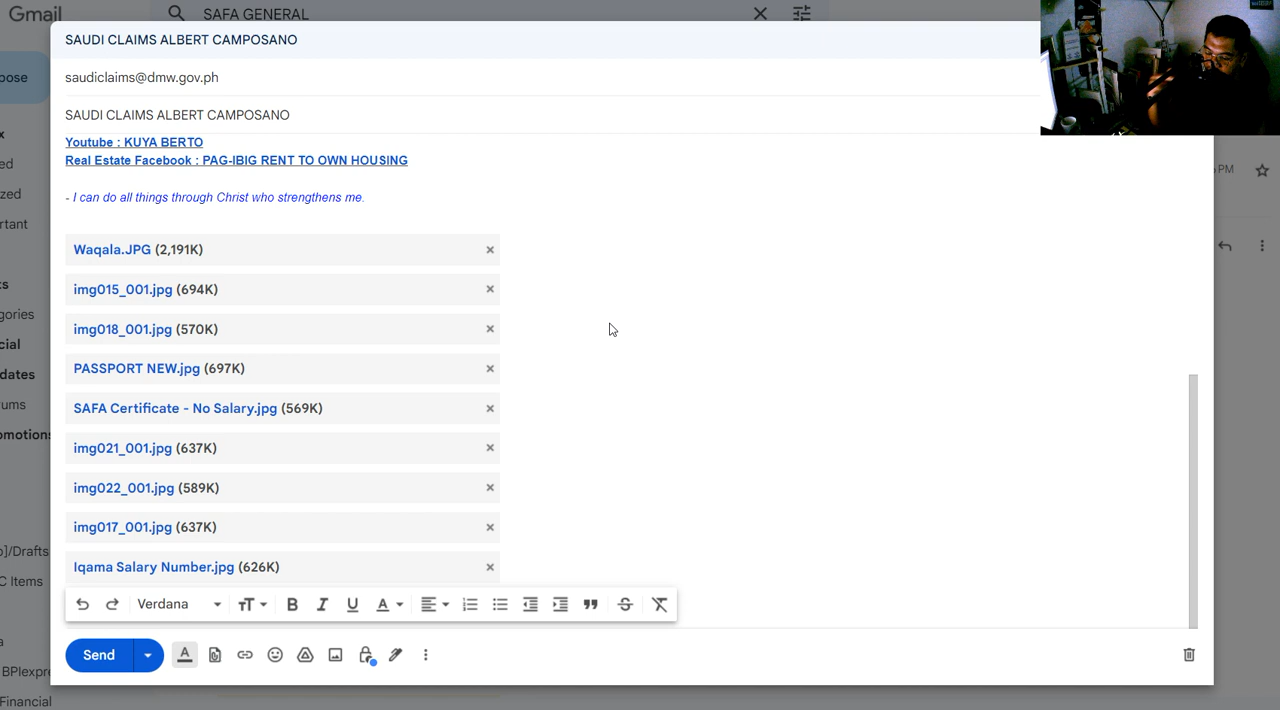 Gmail
SAFA GENERAL
SAUDI CLAIMS ALBERT CAMPOSANO
pose
saudiclaims@dmw.gov.ph
SAUDI CLAIMS ALBERT CAMPOSANO
x
Youtube : KUYA BERTO
ed
Real Estate Facebook : PAG-IBIG RENT TO OWN HOUSING
PM
zed
- I can do all things through Christ who strengthens me.
rtant
Waqala.JPG (2,191K)
ts
img015_001.jpg (694K)
gories
img018_001.jpg (570K)
cial
PASSPORT NEW.jpg (697K)
dates
rums
SAFA Certificate - No Salary.jpg (569K)
omotions
img021_001.jpg (637K)
img022_001.jpg (589K)
img017_001.jpg (637K)
o]/Drafts
Iqama Salary Number.jpg (626K)
C Items
Verdana
a
Send
BPIexpre
Financial